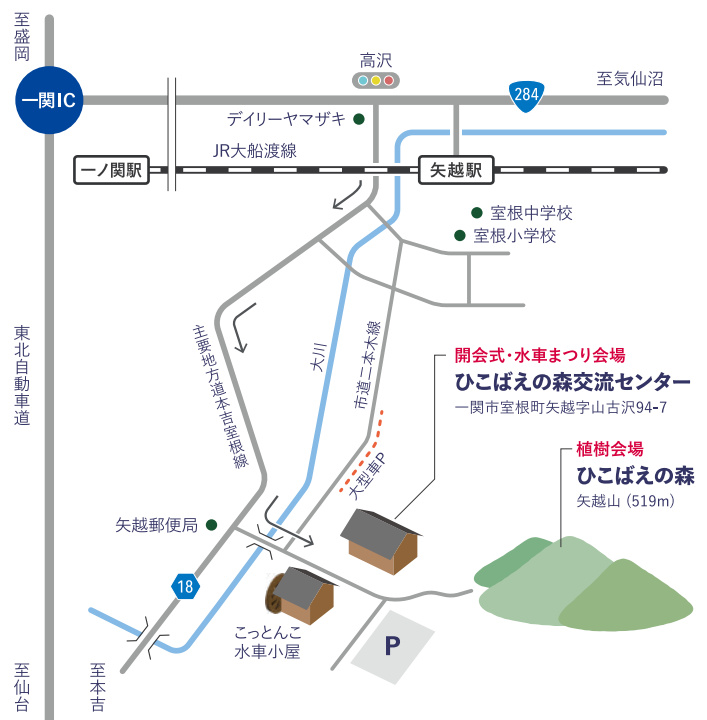 至盛岡
一関IC
高沢
284
至気仙沼
デイリーヤマザキ
JR大船渡線
一ノ関駅
矢越駅
室根中学校
室根小学校
東北自動車道
主要地方道本吉室根線
大川
市道二本木線
開会式・水車まつり会場
ひこばえの森交流センター
一関市室根町矢越字山古沢94-7
大型車P
植樹会場
ひこばえの森
矢越山（519m）
矢越郵便局
18
こっとんこ
水車小屋
P
至仙台
至本吉